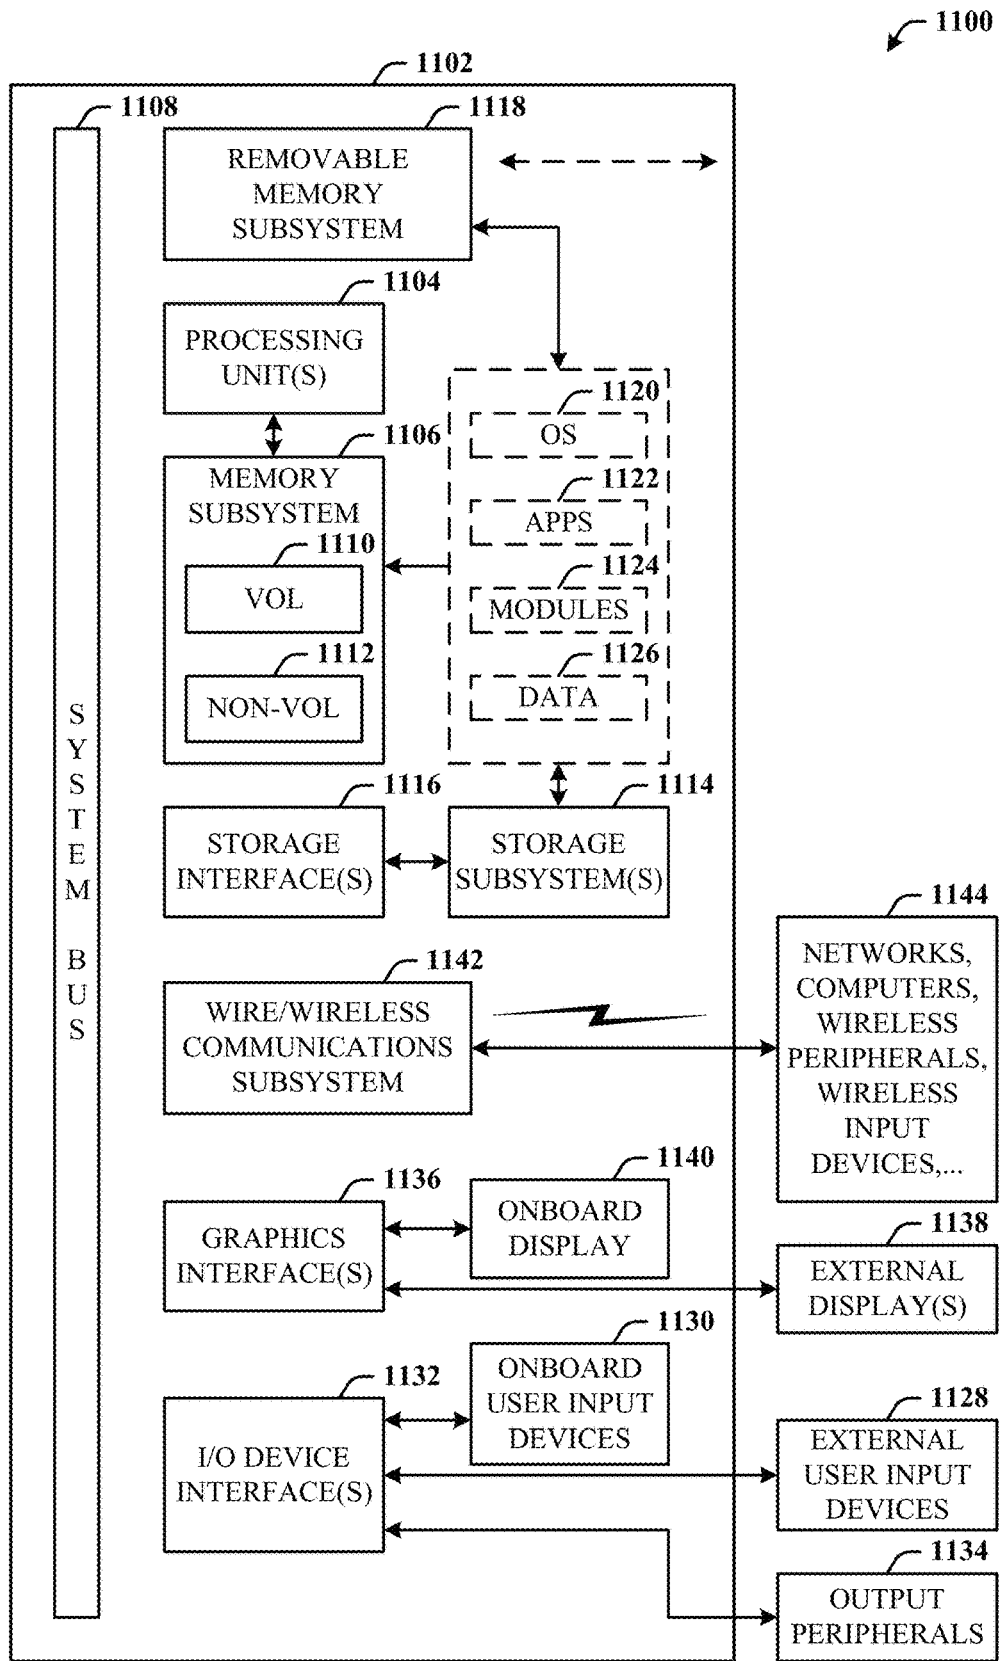 1100
1102
1108
SYSTEM BUS
1118
REMOVABLE
MEMORY
SUBSYSTEM
1104
PROCESSING
UNIT(S)
1106
MEMORY
SUBSYSTEM
1110
VOL
1112
NON-VOL
1120
OS
1122
APPS
1124
MODULES
1126
DATA
1116
STORAGE
INTERFACE(S)
1114
STORAGE
SUBSYSTEM(S)
1142
WIRE/WIRELESS
COMMUNICATIONS
SUBSYSTEM
1144
NETWORKS,
COMPUTERS,
WIRELESS
PERIPHERALS,
WIRELESS
INPUT
DEVICES,...
1136
GRAPHICS
INTERFACE(S)
1140
ONBOARD
DISPLAY
1138
EXTERNAL
DISPLAY(S)
1132
I/O DEVICE
INTERFACE(S)
1130
ONBOARD
USER INPUT
DEVICES
1128
EXTERNAL
USER INPUT
DEVICES
1134
OUTPUT
PERIPHERALS